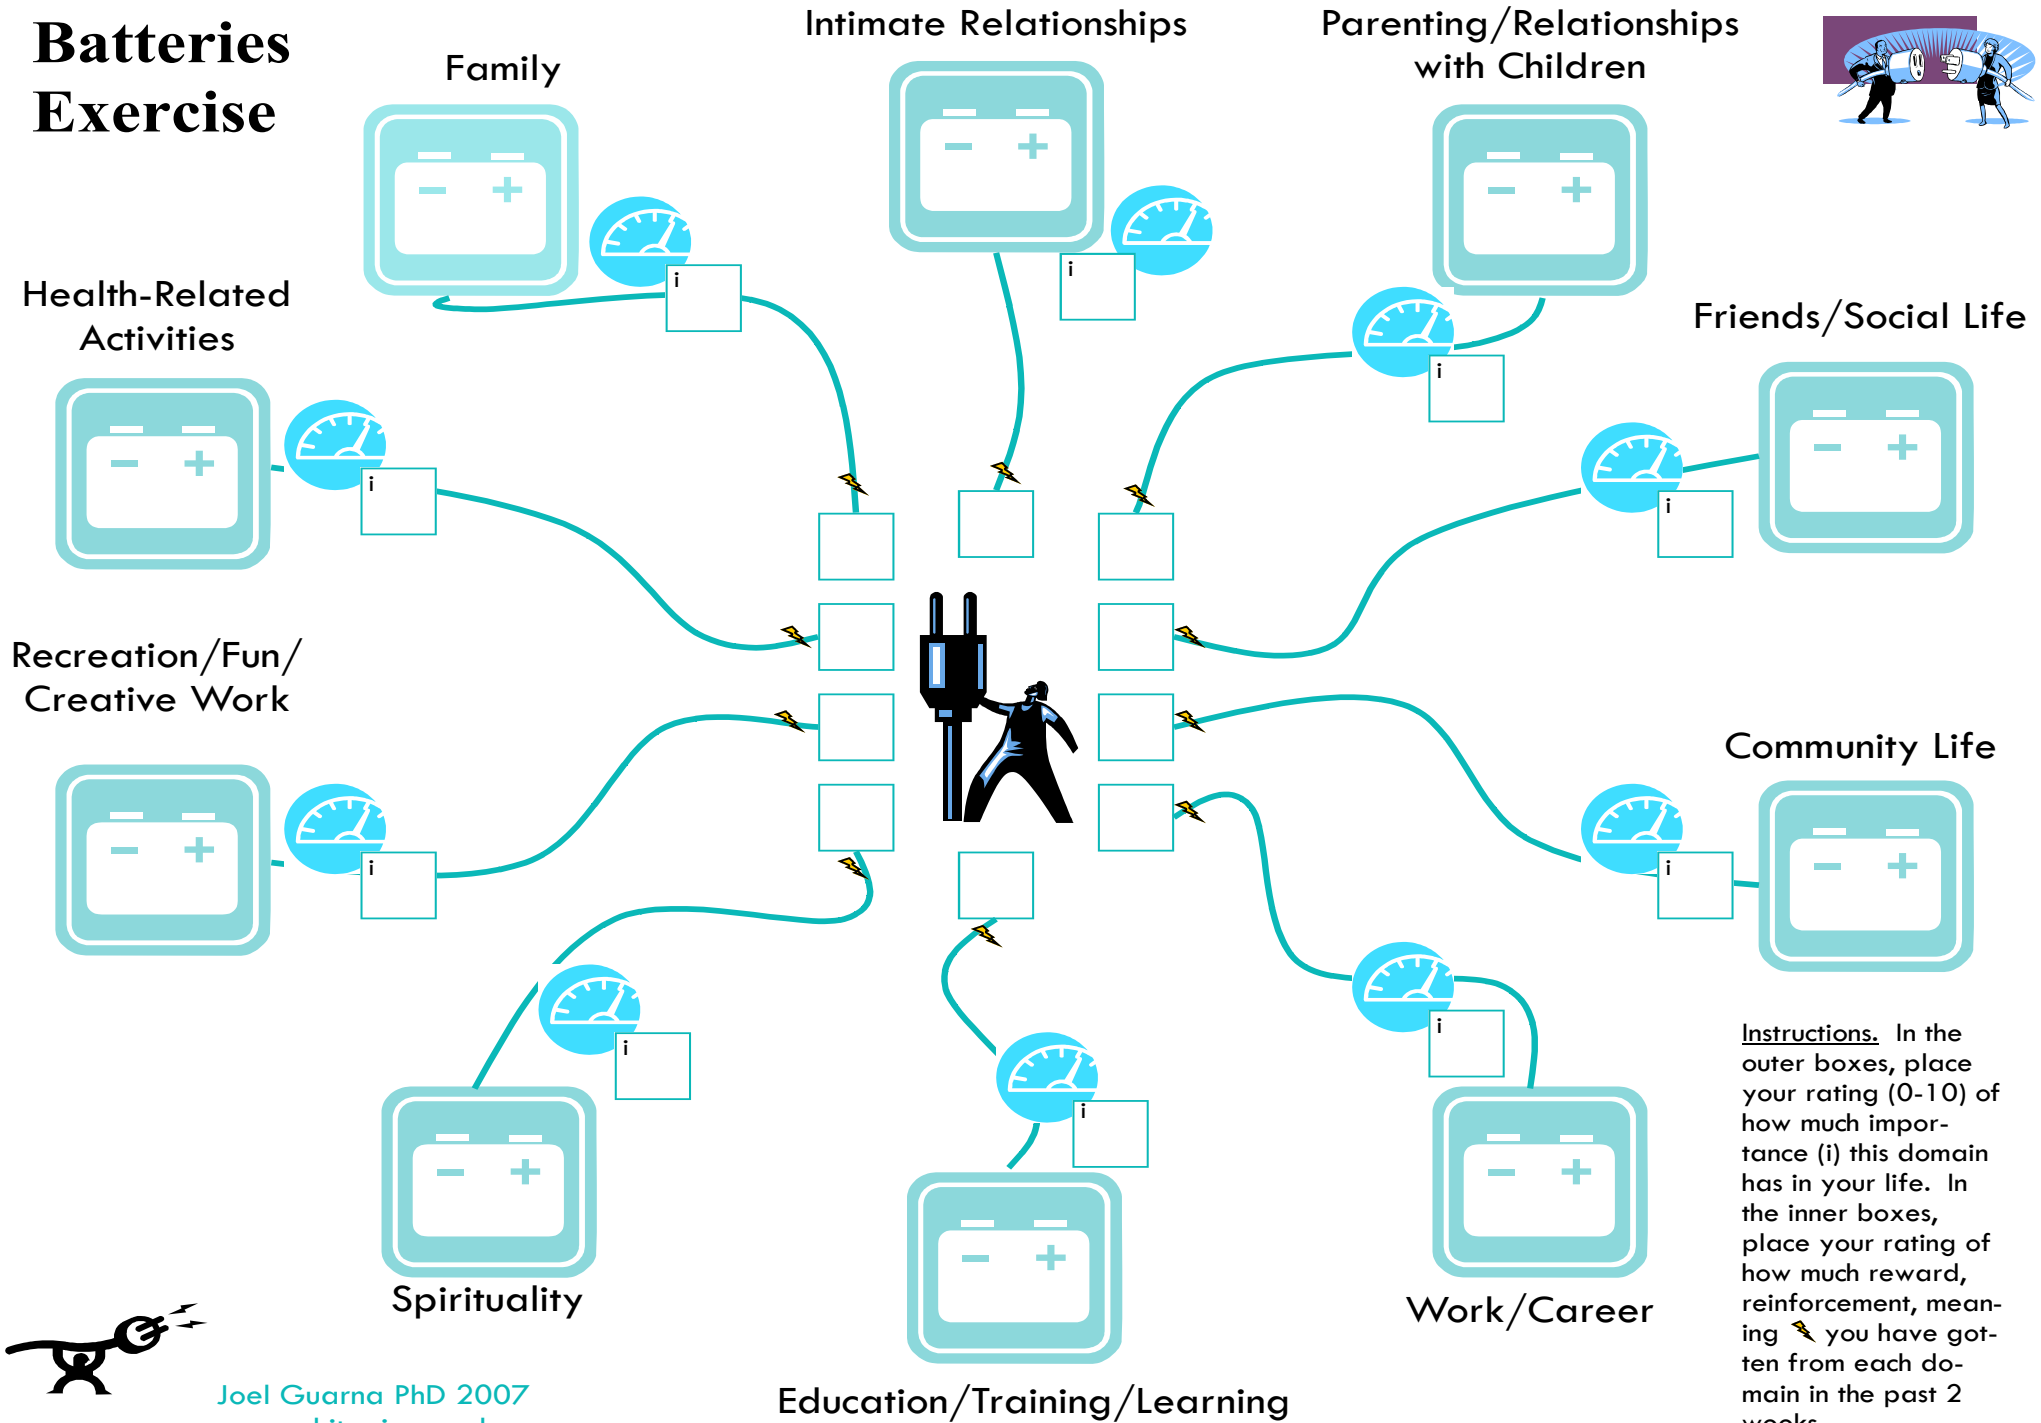 Batteries
Exercise
Family
Intimate Relationships
Parenting/Relationships
with Children
Health-Related
Activities
Friends/Social Life
i
i
i
i
i
Recreation/Fun/
Creative Work
Community Life
i
i
i
i
i
Spirituality
Work/Career
Education/Training/Learning
Instructions. In the
outer boxes, place
your rating (0-10) of
how much impor-
tance (i) this domain
has in your life. In
the inner boxes,
place your rating of
how much reward,
reinforcement, mean-
ing you have got-
ten from each do-
main in the past 2
weeks
Joel Guarna PhD 2007